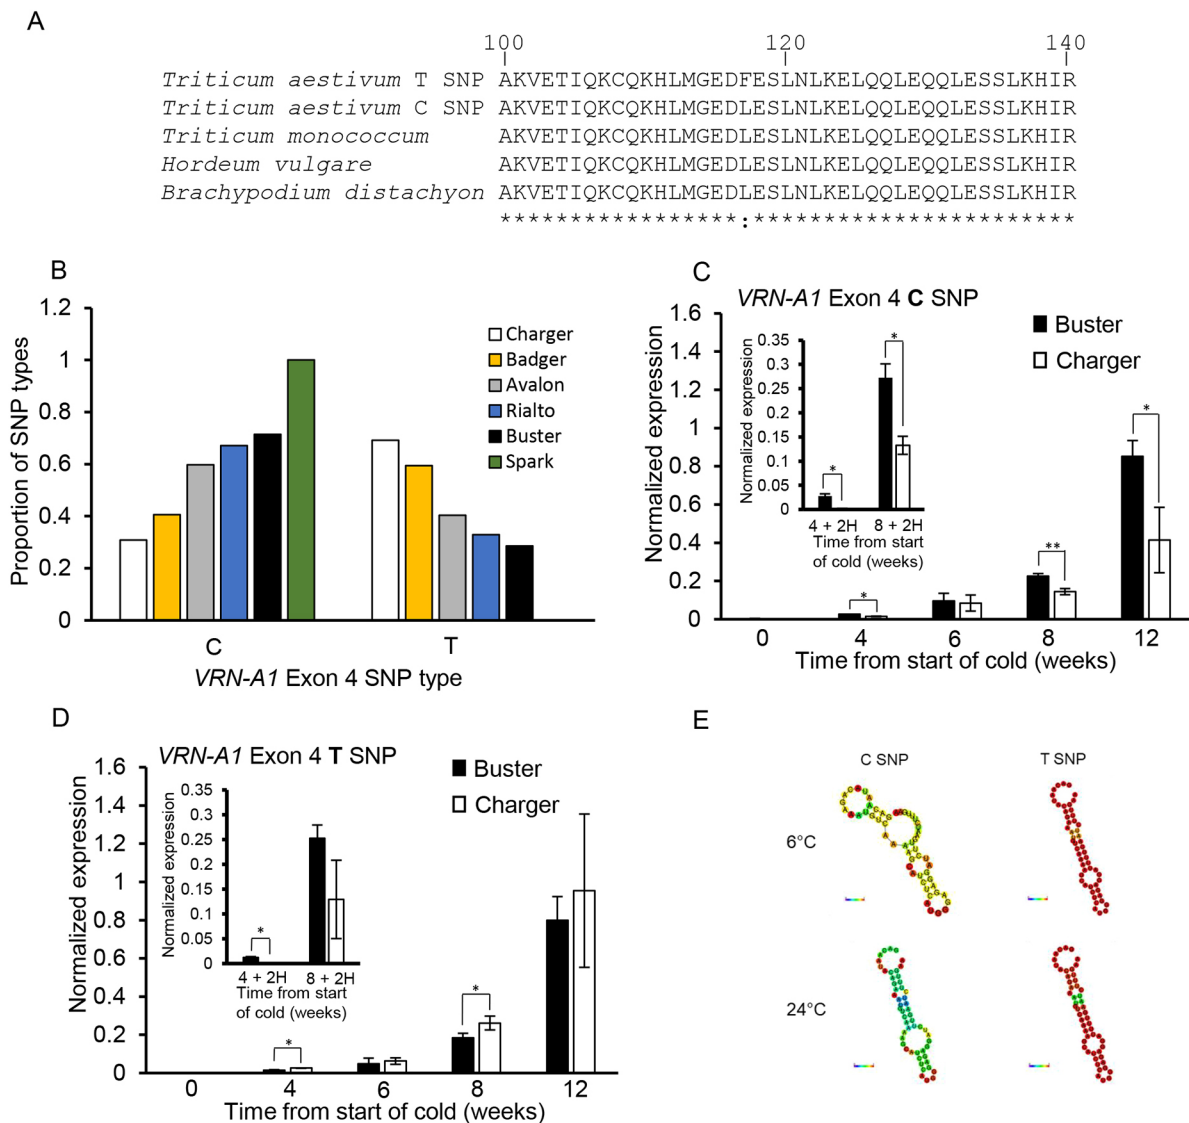 A
100 120 140
Triticum aestivum T SNP AKVETIQKCQKHLMGEDFESLNLKELQQLEQQLESSLKHIR
Triticum aestivum C SNP AKVETIQKCQKHLMGEDLESLNLKELQQLEQQLESSLKHIR
Triticum monococcum AKVETIQKCQKHLMGEDLESLNLKELQQLEQQLESSLKHIR
Hordeum vulgare AKVETIQKCQKHLMGEDLESLNLKELQQLEQQLESSLKHIR
Brachypodium distachyon AKVETIQKCQKHLMGEDLESLNLKELQQLEQQLESSLKHIR
*****************:***********************
B
Proportion of SNP types
1.2
1
0.8
0.6
0.4
0.2
0
Charger
Badger
Avalon
Rialto
Buster
Spark
C T
VRN-A1 Exon 4 SNP type
C
VRN-A1 Exon 4 C SNP
Buster
Charger
Normalized expression
1.6
1.4
1.2
1
0.8
0.6
0.4
0.2
0
Normalized expression
0.35
0.3
0.25
0.2
0.15
0.1
0.05
0
*
*
4 + 2H 8 + 2H
Time from start
of cold (weeks)
*
**
*
0 4 6 8 12
Time from start of cold (weeks)
D
VRN-A1 Exon 4 T SNP
Buster
Charger
Normalized expression
1.6
1.4
1.2
1
0.8
0.6
0.4
0.2
0
Normalized expression
0.35
0.3
0.25
0.2
0.15
0.1
0.05
0
*
4 + 2H 8 + 2H
Time from start
of cold (weeks)
*
*
0 4 6 8 12
Time from start of cold (weeks)
E
C SNP T SNP
6°C
24°C